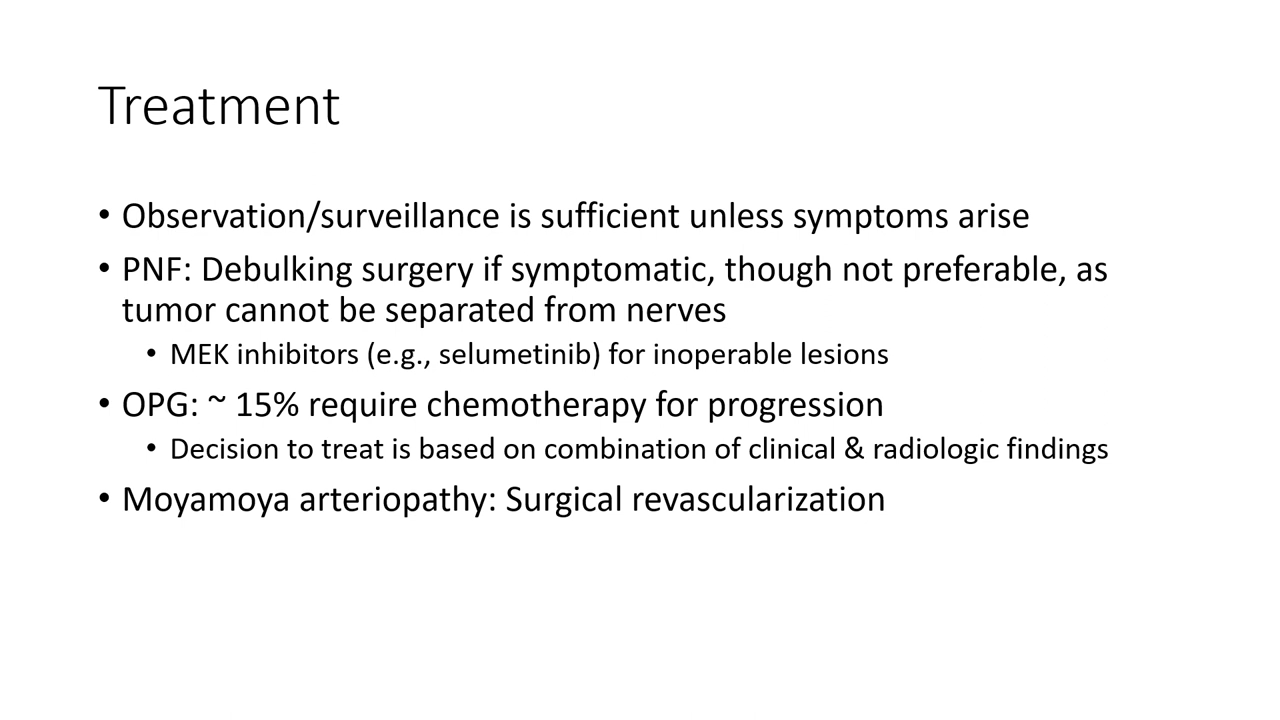 Treatment
• Observation/surveillance is sufficient unless symptoms arise
• PNF: Debulking surgery if symptomatic, though not preferable, as
tumor cannot be separated from nerves
• MEK inhibitors (e.g., selumetinib) for inoperable lesions
• OPG: ~ 15% require chemotherapy for progression
• Decision to treat is based on combination of clinical & radiologic findings
• Moyamoya arteriopathy: Surgical revascularization